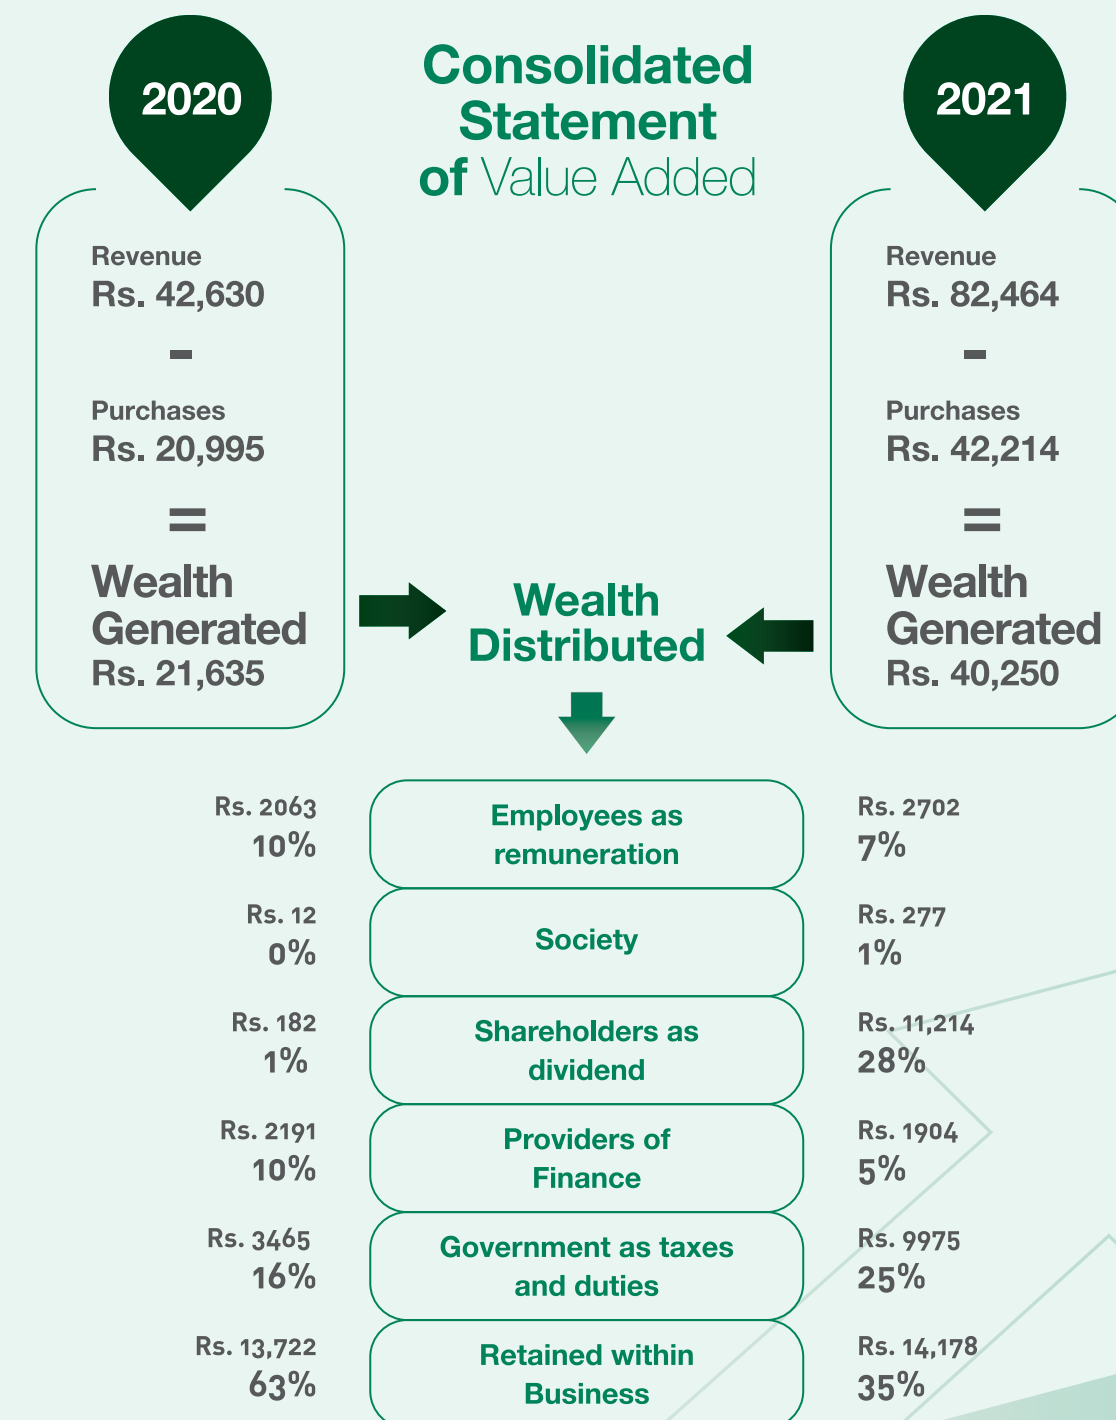 2020
Consolidated
Statement
of Value Added
2021
Revenue
Rs. 42,630
-
Purchases
Rs. 20,995
=
Wealth
Generated
Rs. 21,635
Revenue
Rs. 82,464
-
Purchases
Rs. 42,214
=
Wealth
Generated
Rs. 40,250
Wealth
Distributed
Rs. 2063
10%
Employees as
remuneration
Rs. 2702
7%
Rs. 12
0%
Society
Rs. 277
1%
Rs. 182
1%
Shareholders as
dividend
Rs. 11,214
28%
Rs. 2191
10%
Providers of
Finance
Rs. 1904
5%
Rs. 3465
16%
Government as taxes
and duties
Rs. 9975
25%
Rs. 13,722
63%
Retained within
Business
Rs. 14,178
35%